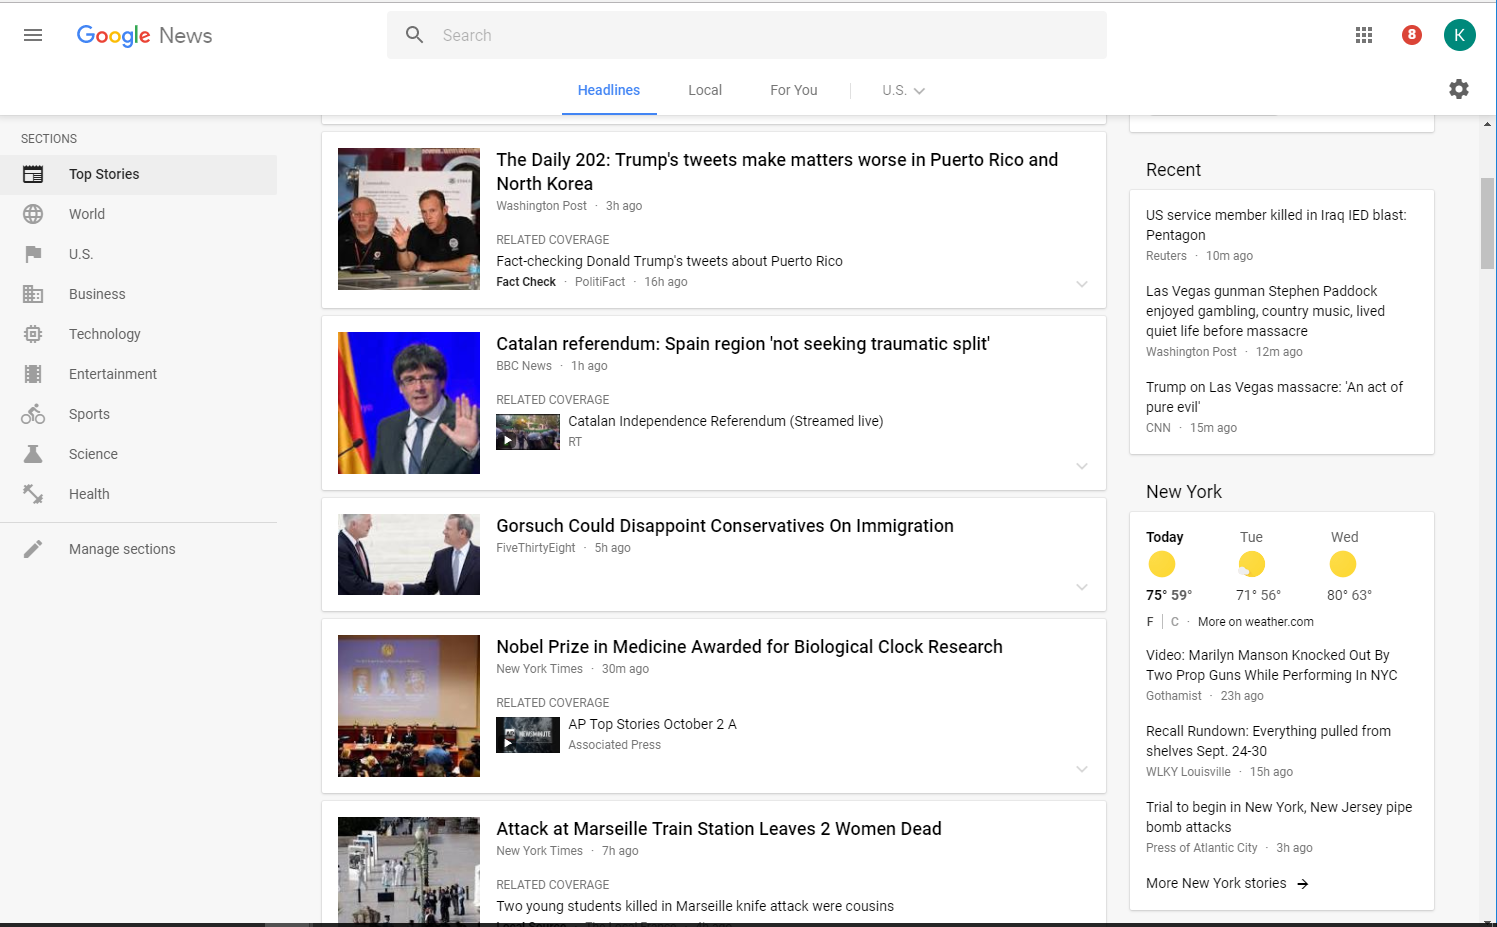 Google News
Search
8
K
Headlines
Local
For You
U.S.
SECTIONS
Top Stories
World
U.S.
Business
Technology
Entertainment
Sports
Science
Health
Manage sections
The Daily 202: Trump's tweets make matters worse in Puerto Rico and
North Korea
Washington Post · 3h ago
RELATED COVERAGE
Fact-checking Donald Trump's tweets about Puerto Rico
Fact Check · PolitiFact · 16h ago
Catalan referendum: Spain region 'not seeking traumatic split'
BBC News · 1h ago
RELATED COVERAGE
Catalan Independence Referendum (Streamed live)
RT
Gorsuch Could Disappoint Conservatives On Immigration
FiveThirtyEight · 5h ago
Nobel Prize in Medicine Awarded for Biological Clock Research
New York Times · 30m ago
RELATED COVERAGE
AP Top Stories October 2 A
Associated Press
Attack at Marseille Train Station Leaves 2 Women Dead
New York Times · 7h ago
RELATED COVERAGE
Two young students killed in Marseille knife attack were cousins
Recent
US service member killed in Iraq IED blast:
Pentagon
Reuters · 10m ago
Las Vegas gunman Stephen Paddock
enjoyed gambling, country music, lived
quiet life before massacre
Washington Post · 12m ago
Trump on Las Vegas massacre: 'An act of
pure evil'
CNN · 15m ago
New York
Today Tue Wed
75° 59° 71° 56° 80° 63°
F C · More on weather.com
Video: Marilyn Manson Knocked Out By
Two Prop Guns While Performing In NYC
Gothamist · 23h ago
Recall Rundown: Everything pulled from
shelves Sept. 24-30
WLKY Louisville · 15h ago
Trial to begin in New York, New Jersey pipe
bomb attacks
Press of Atlantic City · 3h ago
More New York stories